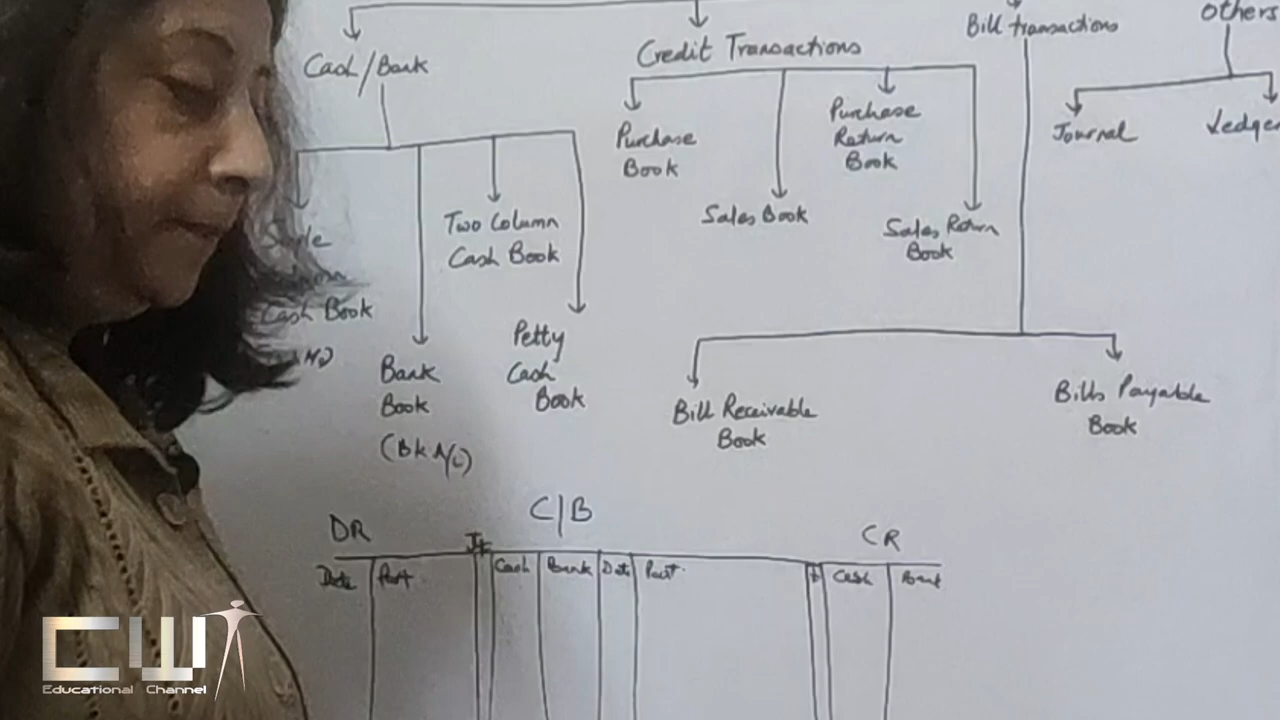 Cash/Bank
Credit Transactions
Bill transactions
others
Purchase
Book
Sales Book
Purchase
Return
Book
Sales Return
Book
Journal
Ledger
Cash Book
Bank
Book
(Bk A/c)
Two Column
Cash Book
Petty
Cash
Book
Bill Receivable
Book
Bills Payable
Book
C/B
DR
CR
Date Part. Cash Bank Date Part. Cash Bank
CW
Educational Channel